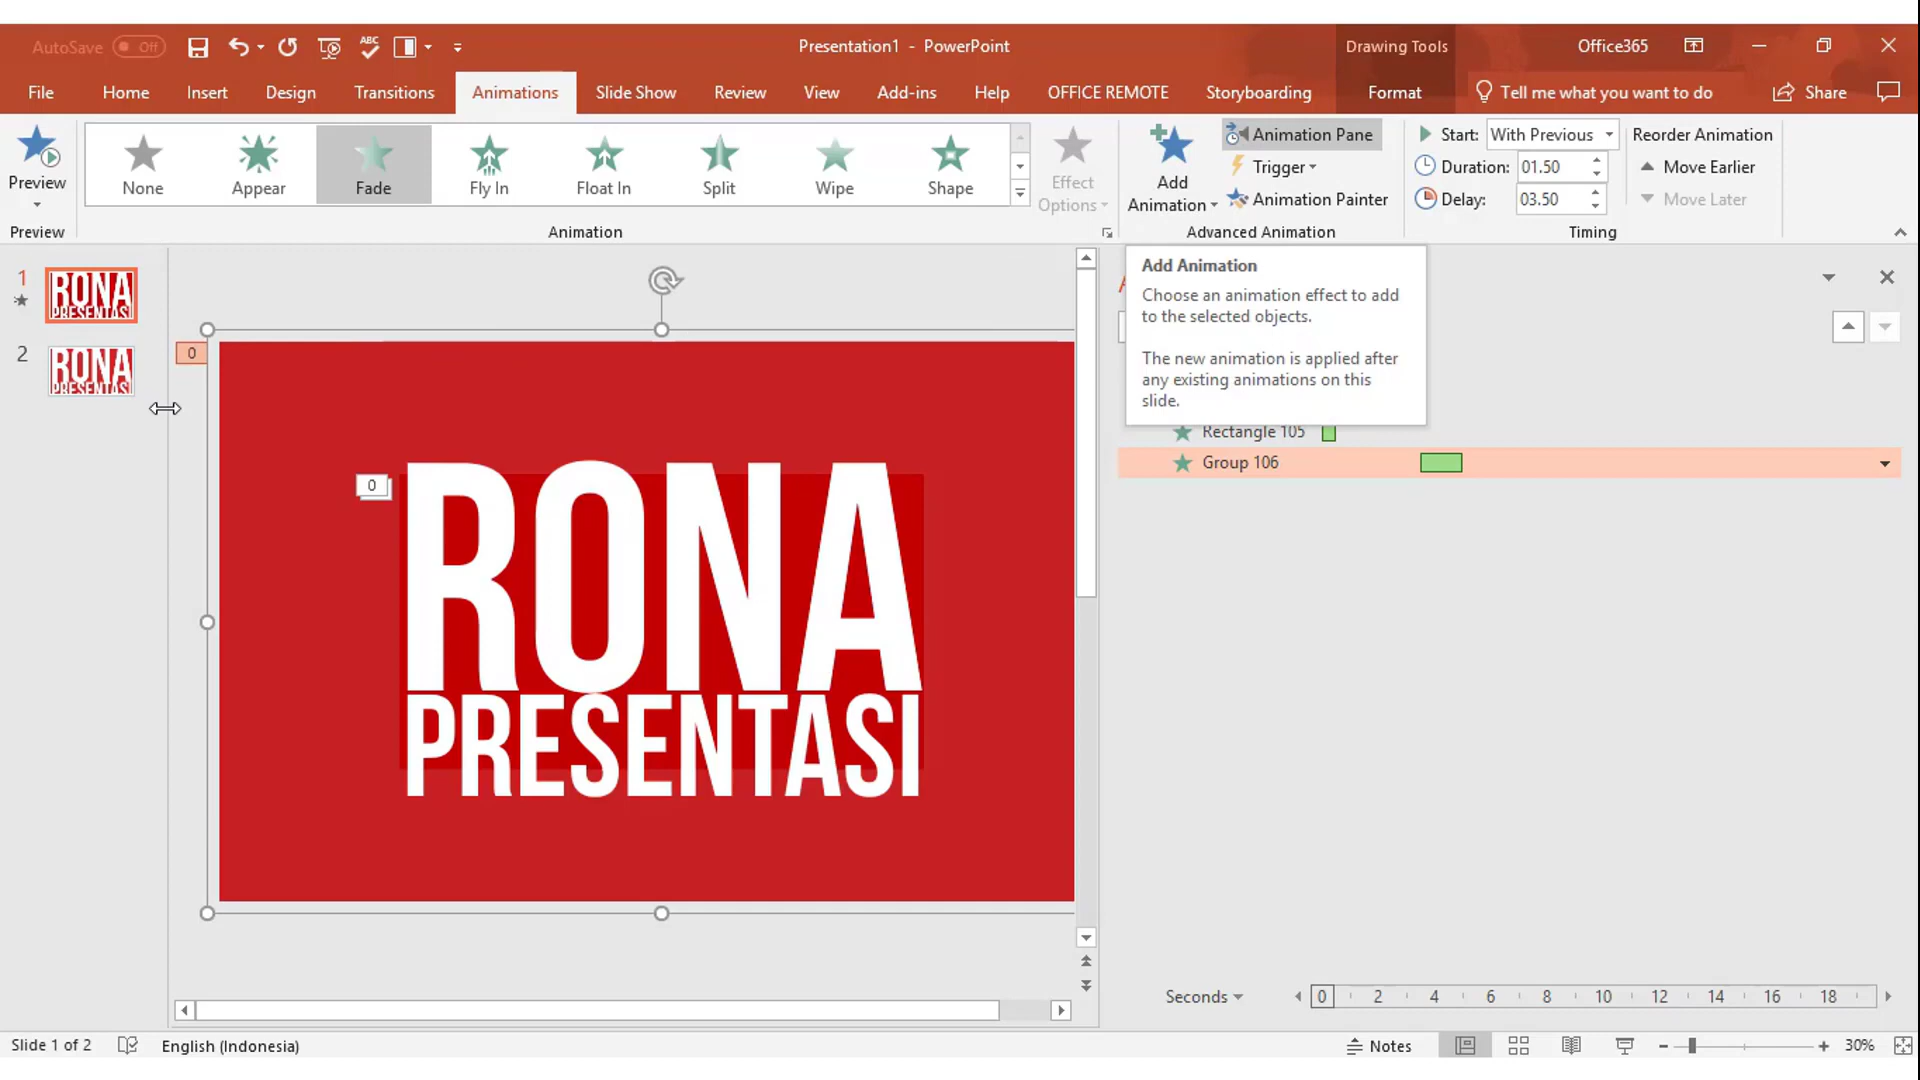 AutoSave Off
Presentation1 - PowerPoint
Drawing Tools
Office365
File Home Insert Design Transitions Animations Slide Show Review View Add-ins Help OFFICE REMOTE Storyboarding Format Tell me what you want to do Share
Preview
None Appear Fade Fly In Float In Split Wipe Shape
Effect Options
Add Animation
Animation Pane
Trigger
Animation Painter
Start: With Previous
Duration: 01.50
Delay: 03.50
Reorder Animation
Move Earlier
Move Later
Preview
Animation
Advanced Animation
Timing
Add Animation
Choose an animation effect to add
to the selected objects.
The new animation is applied after
any existing animations on this
slide.
1
RONA
PRESENTASI
2
RONA
PRESENTASI
0
0
RONA
PRESENTASI
Rectangle 105
Group 106
Seconds 0 2 4 6 8 10 12 14 16 18
Slide 1 of 2 English (Indonesia) Notes 30%